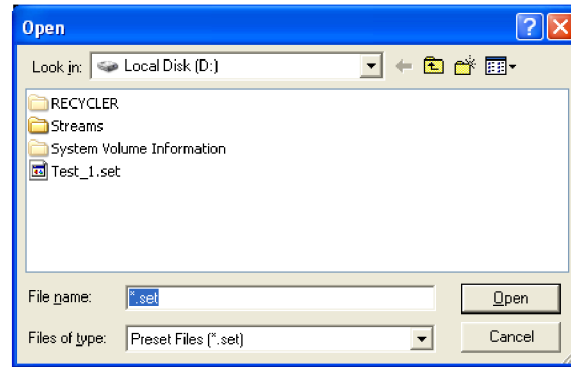 Open
Look in: Local Disk (D:)
RECYCLER
Streams
System Volume Information
Test_1.set
File name: *.set Open
Files of type: Preset Files (*.set) Cancel